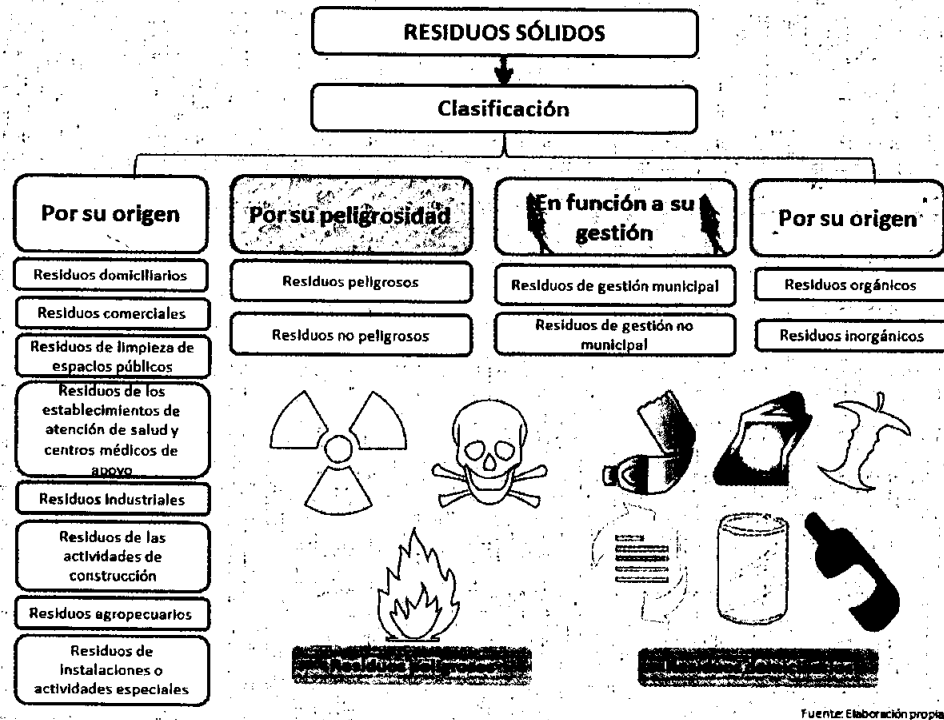 RESIDUOS SÓLIDOS
Clasificación
Por su origen
Residuos domiciliarios
Residuos comerciales
Residuos de limpieza de
espacios públicos
Residuos de los
establecimientos de
atención de salud y
centros médicos de
apoyo
Residuos industriales
Residuos de las
actividades de
construcción
Residuos agropecuarios
Residuos de
instalaciones o
actividades especiales
Por su peligrosidad
Residuos peligrosos
Residuos no peligrosos
En función a su
gestión
Residuos de gestión municipal
Residuos de gestión no
municipal
Por su origen
Residuos orgánicos
Residuos inorgánicos
Residuos peligrosos
Fuente: Elaboración propia